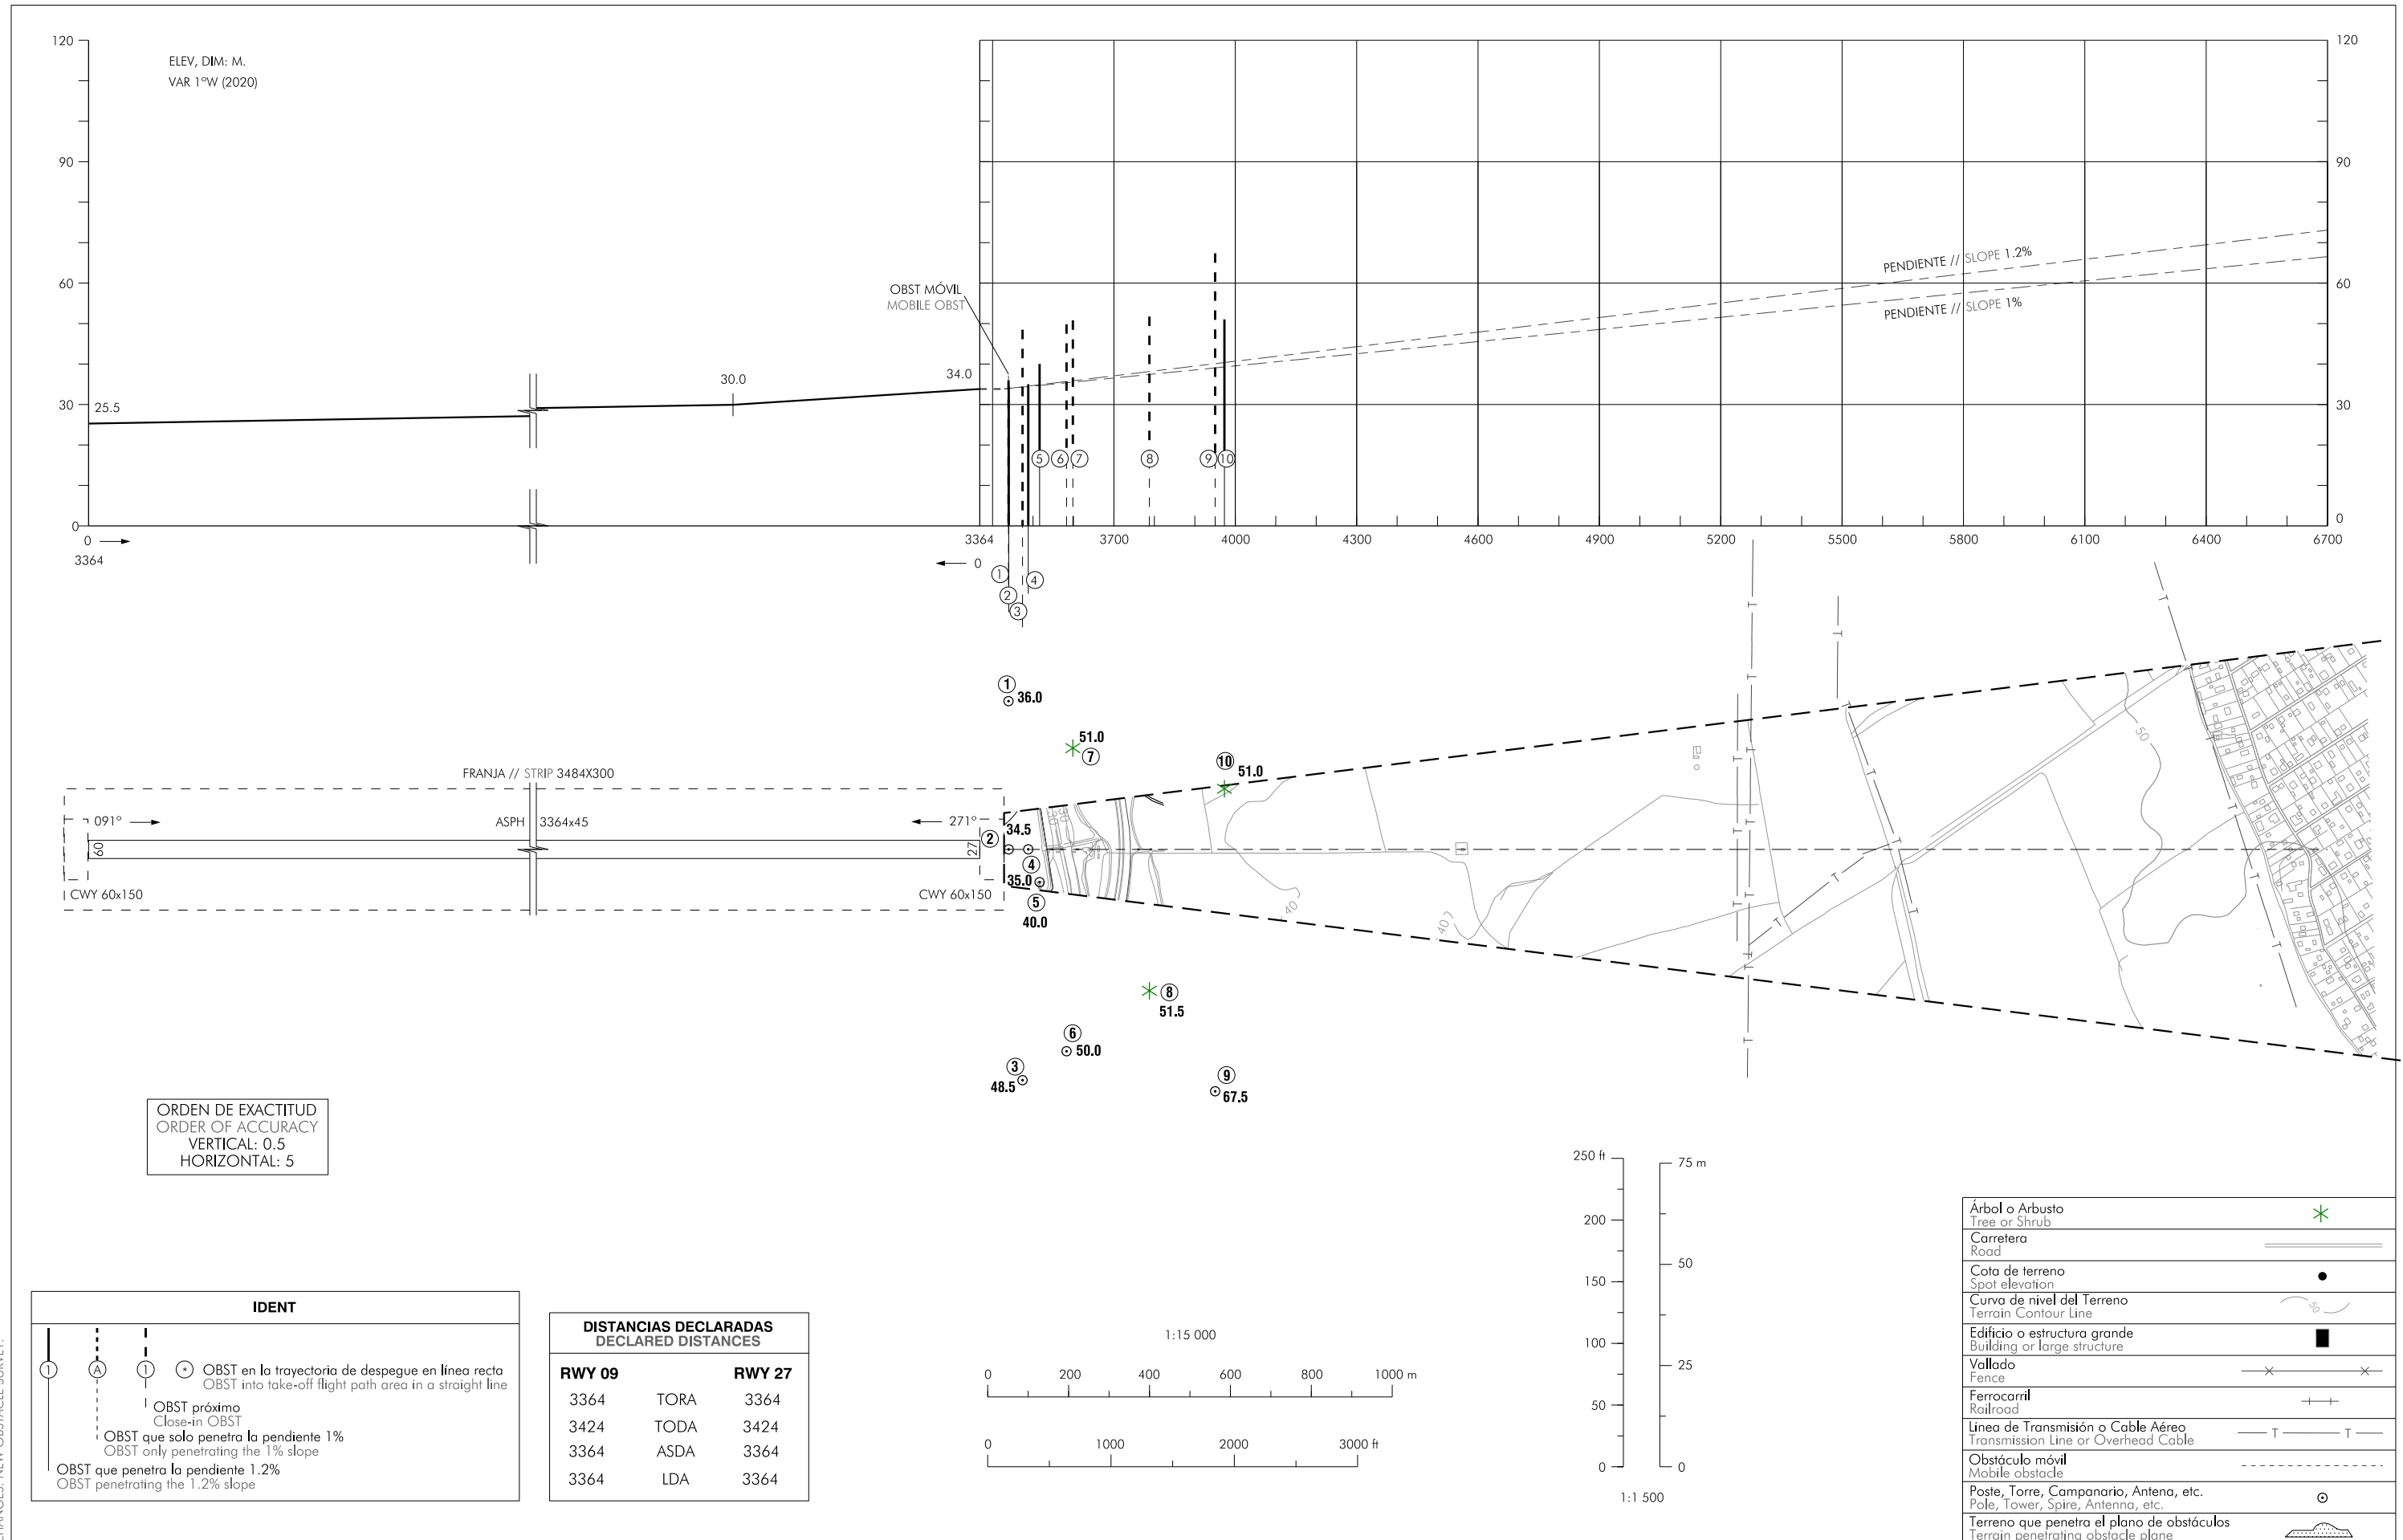 120
90
60
30
0
ELEV, DIM: M.
VAR 1°W (2020)
25.5
30.0
34.0
OBST MÓVIL
MOBILE OBST
PENDIENTE // SLOPE 1.2%
PENDIENTE // SLOPE 1%
120
90
60
30
0
5
6
7
8
9
10
0
3364
3364
3700
4000
4300
4600
4900
5200
5500
5800
6100
6400
6700
0
1
2
3
4
1
36.0
51.0
7
10
51.0
FRANJA // STRIP 3484X300
091°
ASPH
3364x45
271°
34.5
2
09
27
4
35.0
5
40.0
CWY 60x150
CWY 60x150
50
50
40
40
8
51.5
6
50.0
3
48.5
9
67.5
T
T
T
ORDEN DE EXACTITUD
ORDER OF ACCURACY
VERTICAL: 0.5
HORIZONTAL: 5
IDENT
1
A
1
OBST en la trayectoria de despegue en línea recta
OBST into take-off flight path area in a straight line
OBST próximo
Close-in OBST
OBST que solo penetra la pendiente 1%
OBST only penetrating the 1% slope
OBST que penetra la pendiente 1.2%
OBST penetrating the 1.2% slope
DISTANCIAS DECLARADAS
DECLARED DISTANCES
RWY 09 RWY 27
3364 TORA 3364
3424 TODA 3424
3364 ASDA 3364
3364 LDA 3364
1:15 000
0 200 400 600 800 1000 m
0 1000 2000 3000 ft
250 ft
200
150
100
50
0
75 m
50
25
0
1:1 500
Árbol o Arbusto
Tree or Shrub
Carretera
Road
Cota de terreno
Spot elevation
Curva de nivel del Terreno
Terrain Contour Line
50
Edificio o estructura grande
Building or large structure
Vallado
Fence
Ferrocarril
Railroad
Línea de Transmisión o Cable Aéreo
Transmission Line or Overhead Cable
T T
Obstáculo móvil
Mobile obstacle
Poste, Torre, Campanario, Antena, etc.
Pole, Tower, Spire, Antenna, etc.
Terreno que penetra el plano de obstáculos
Terrain penetrating obstacle plane